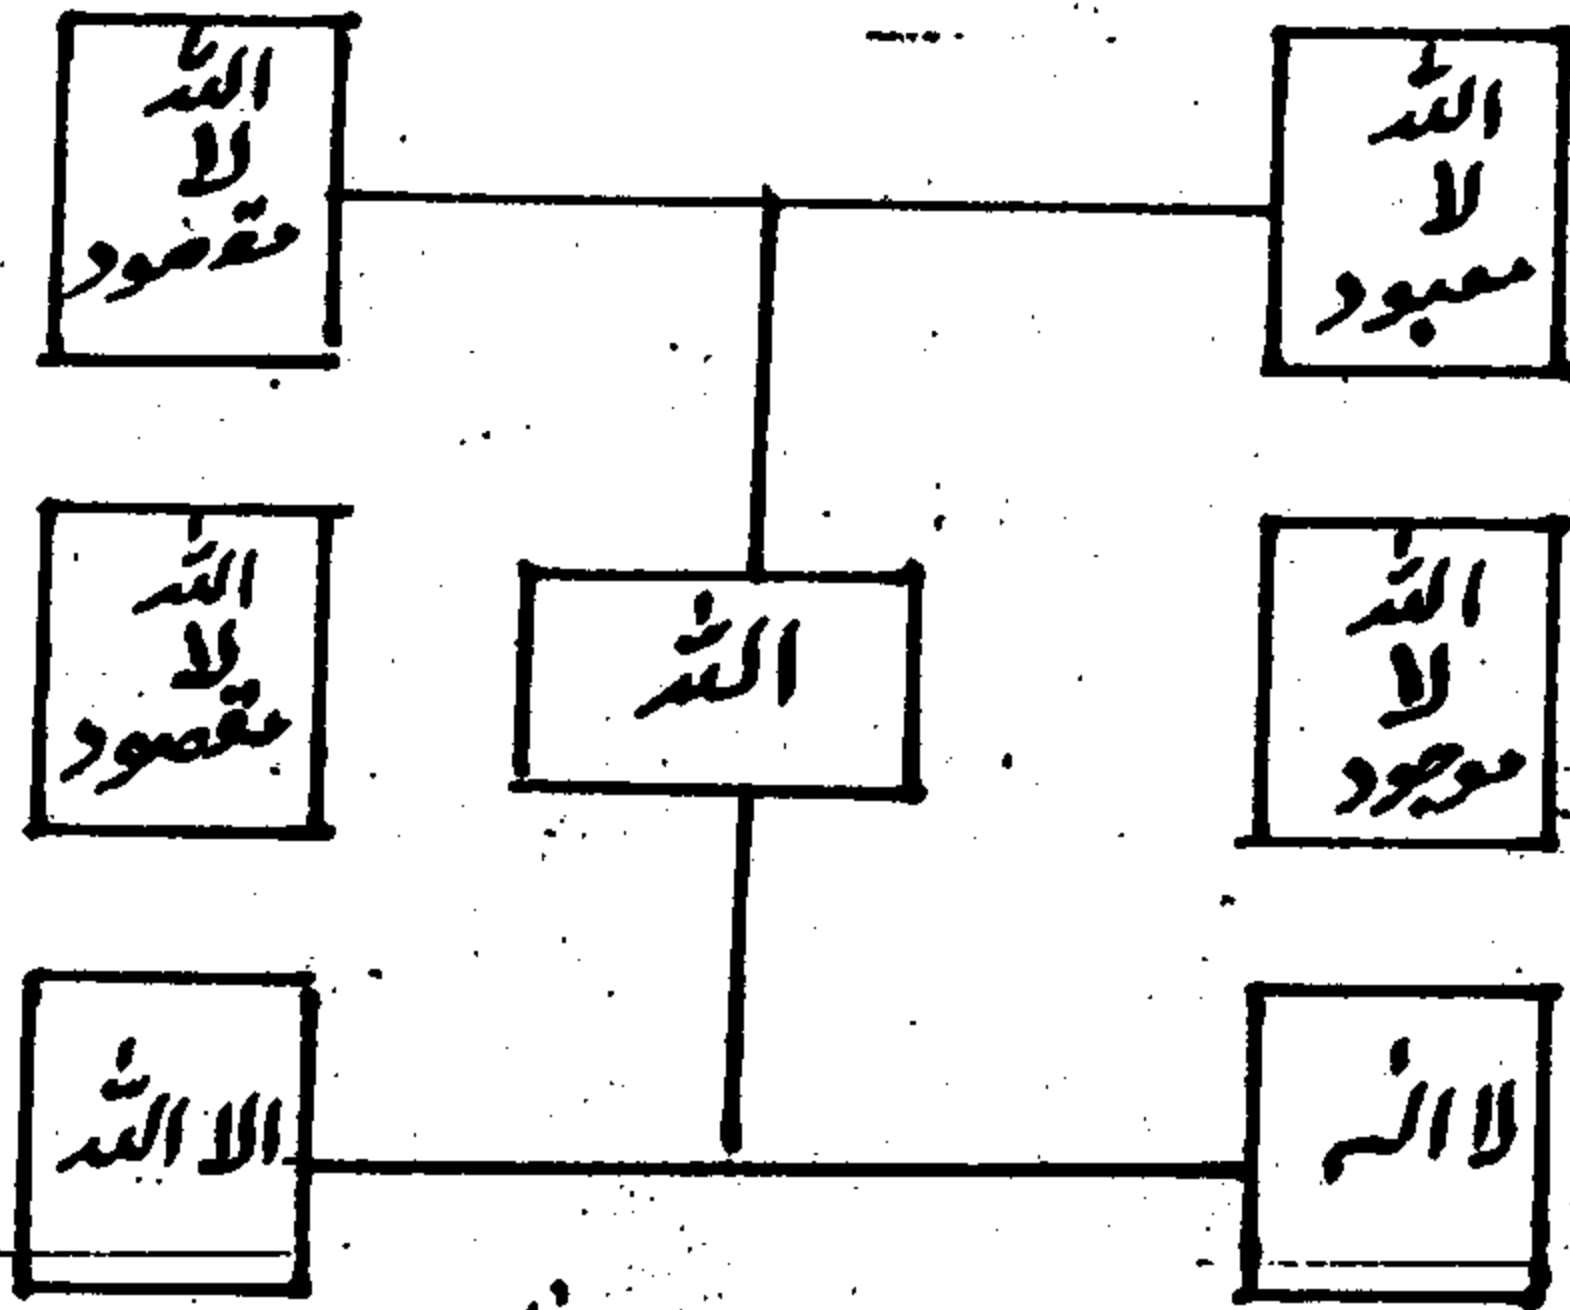 الله
لا
معبود
الله
لا
مقصود
الله
لا
موجود
الله
الله
لا
مقصود
لا اله
الا الله